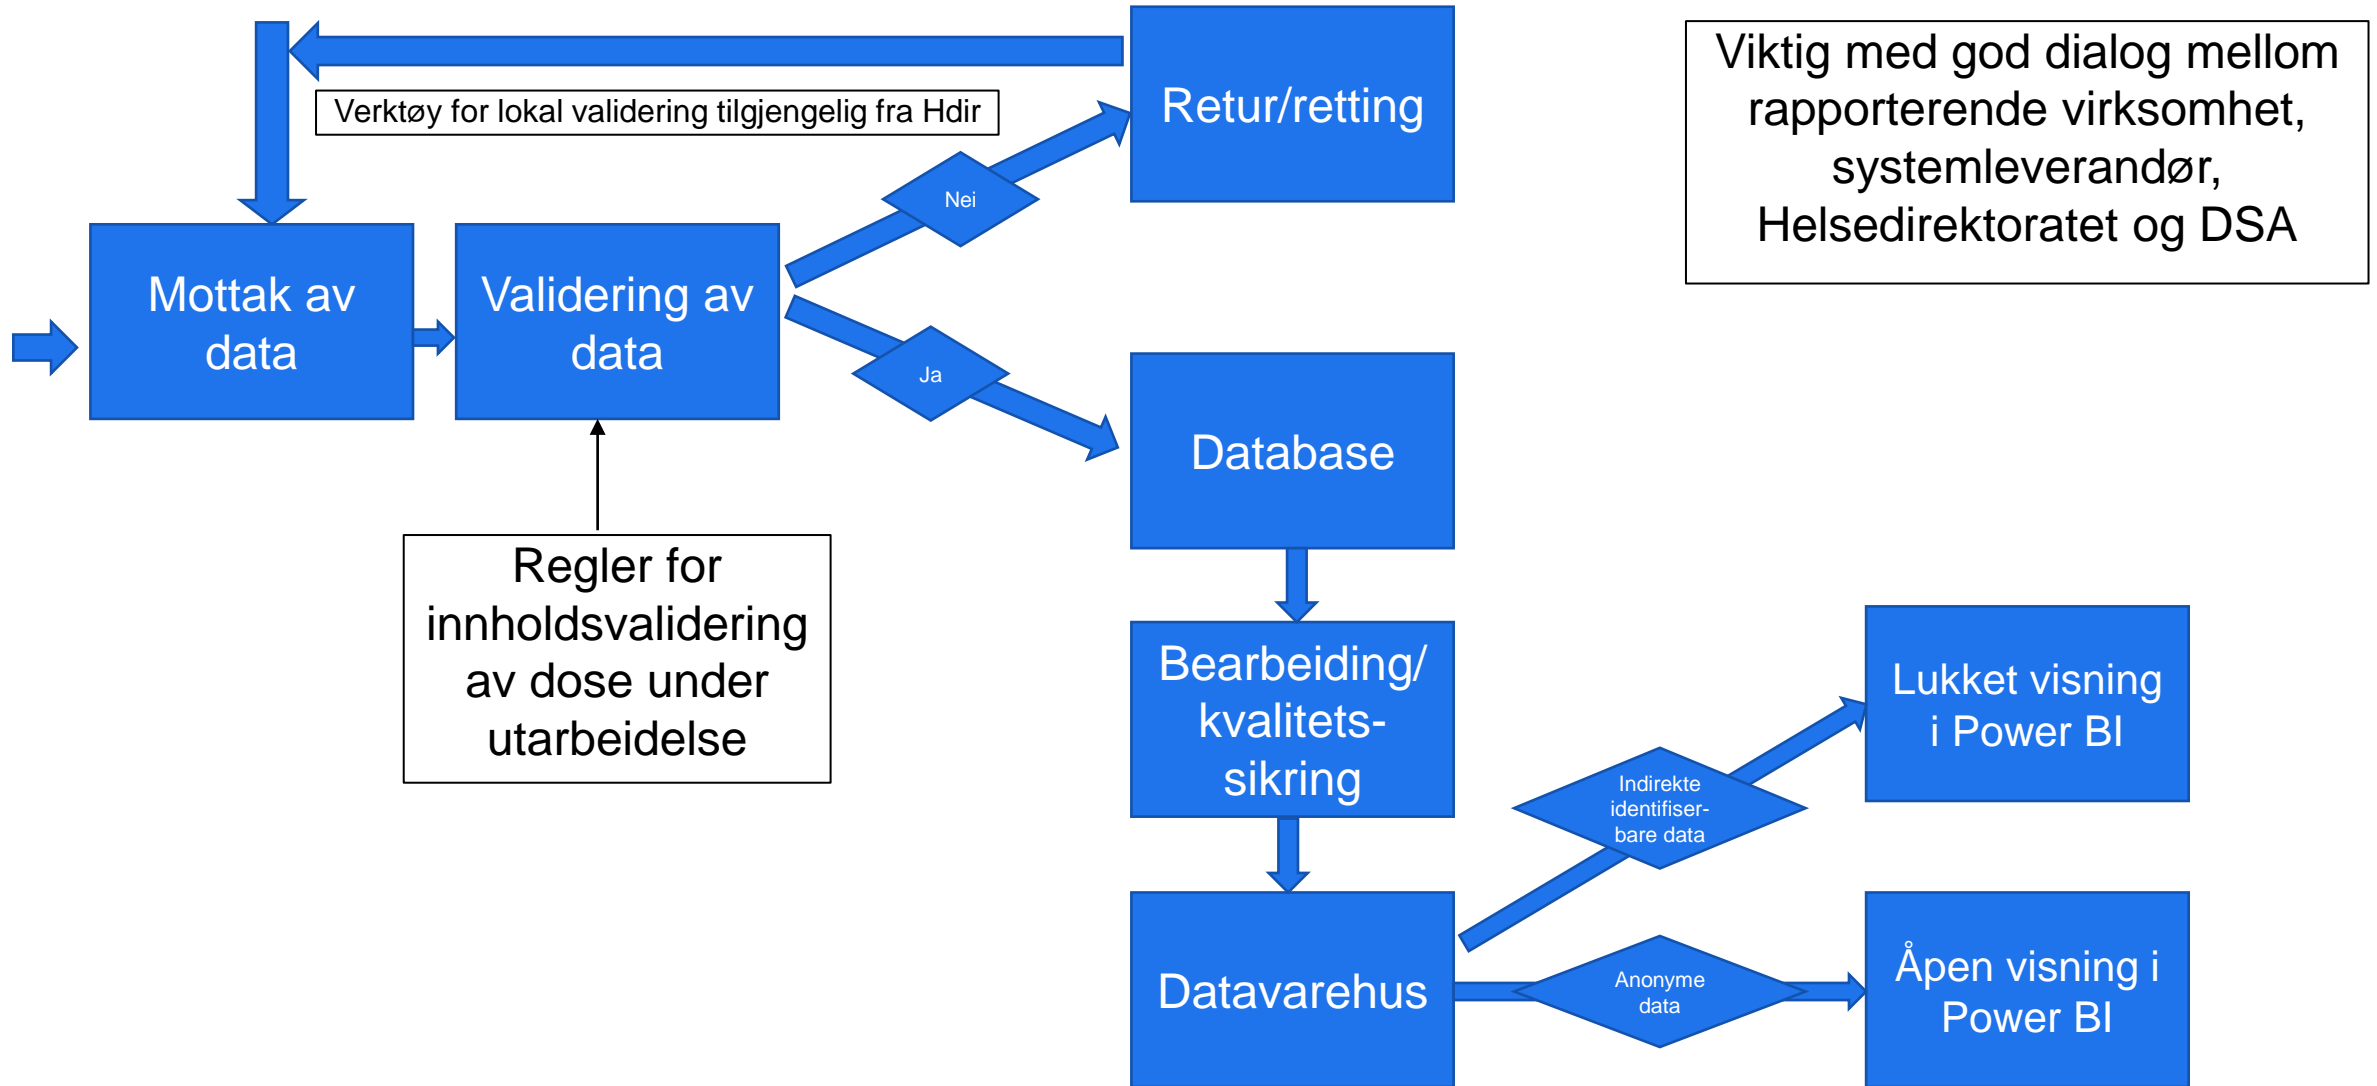 Retur/retting
Viktig med god dialog mellom
rapporterende virksomhet,
systemleverandør,
Helsedirektoratet og DSA
Verktøy for lokal validering tilgjengelig fra Hdir
Nei
Mottak av
data
Validering av
data
Ja
Database
Regler for
innholdsvalidering
av dose under
utarbeidelse
Bearbeiding/
kvalitets-
sikring
Lukket visning
i Power BI
Indirekte
identifiser-
bare data
Datavarehus
Anonyme
data
Åpen visning i
Power BI